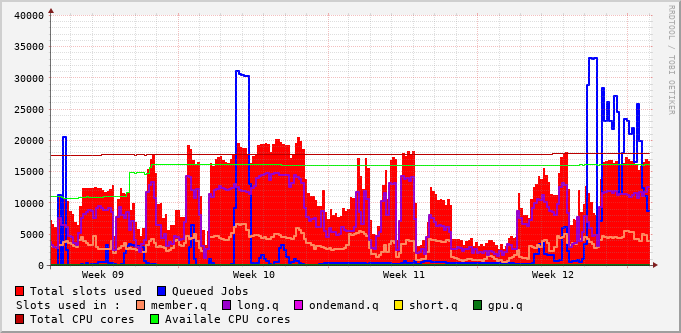 RRDTOOL / TOBI OETIKER
40000
35000
30000
25000
20000
15000
10000
5000
0
Week 09 Week 10 Week 11 Week 12
Total slots used Queued Jobs
Slots used in : member.q long.q ondemand.q short.q gpu.q
Total CPU cores Availale CPU cores